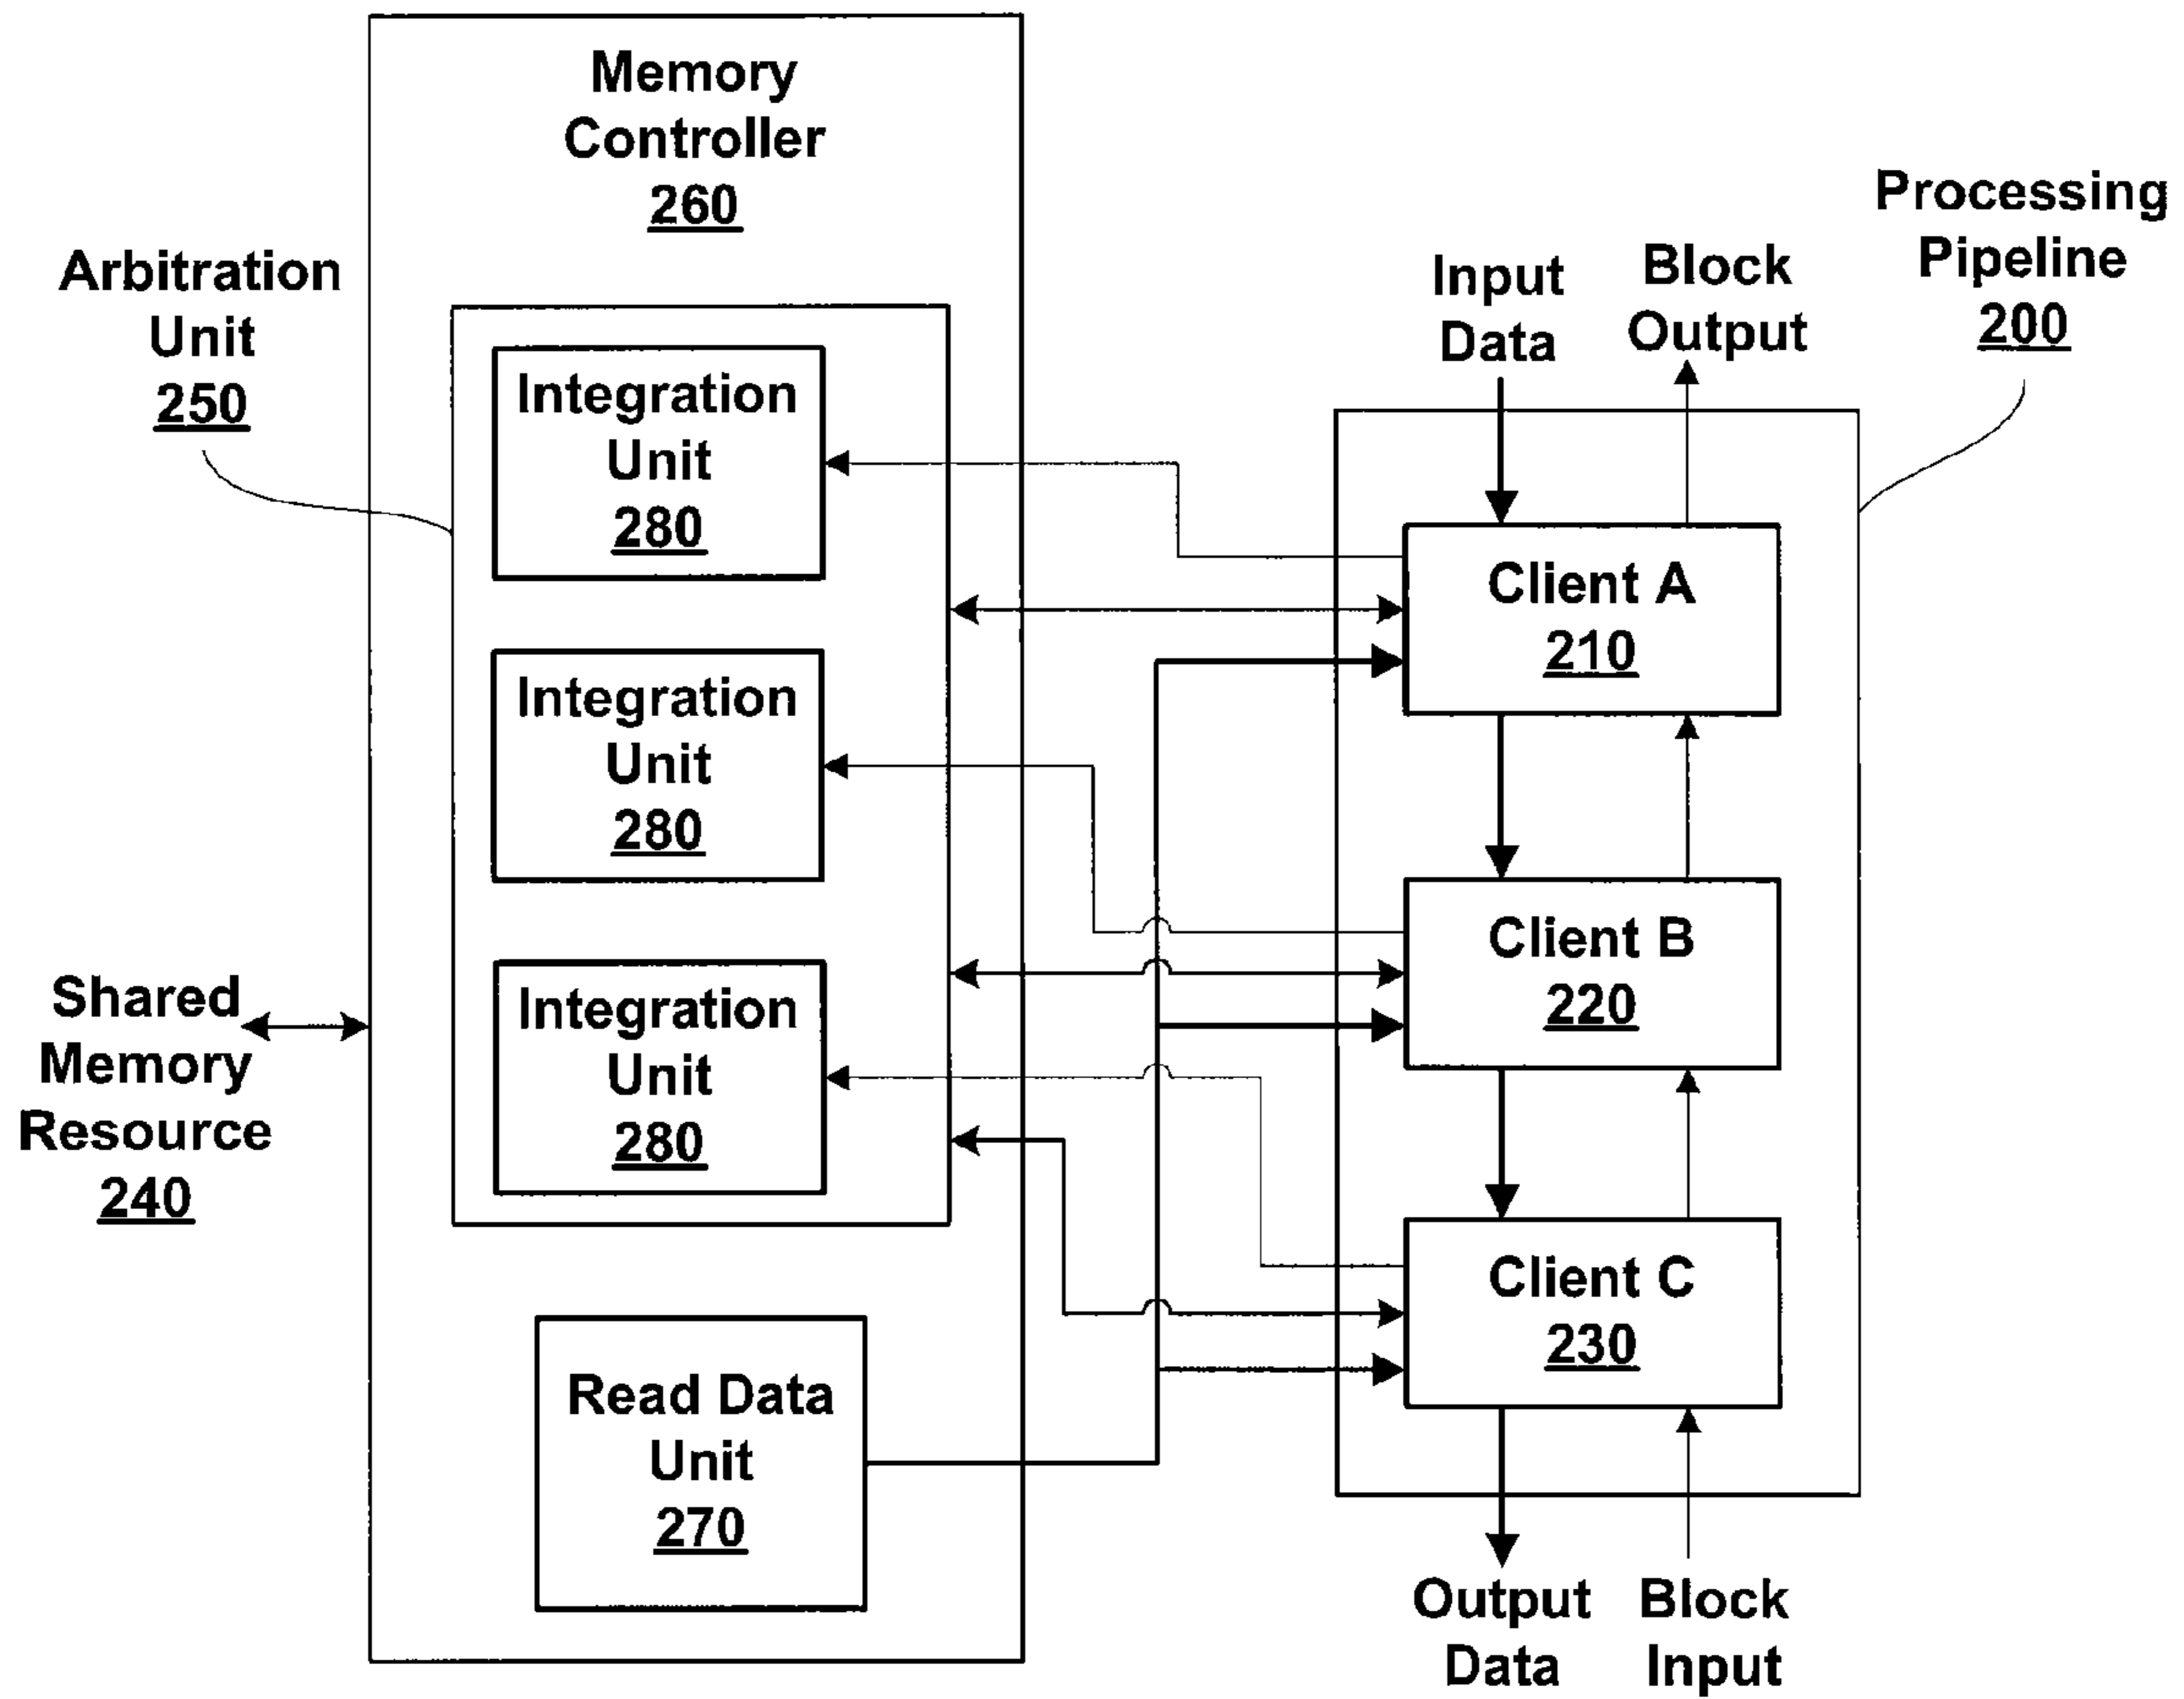 Memory
Controller
260
Arbitration
Unit
250
Integration
Unit
280
Integration
Unit
280
Integration
Unit
280
Shared
Memory
Resource
240
Read Data
Unit
270
Processing
Pipeline
200
Input
Data
Block
Output
Client A
210
Client B
220
Client C
230
Output
Data
Block
Input